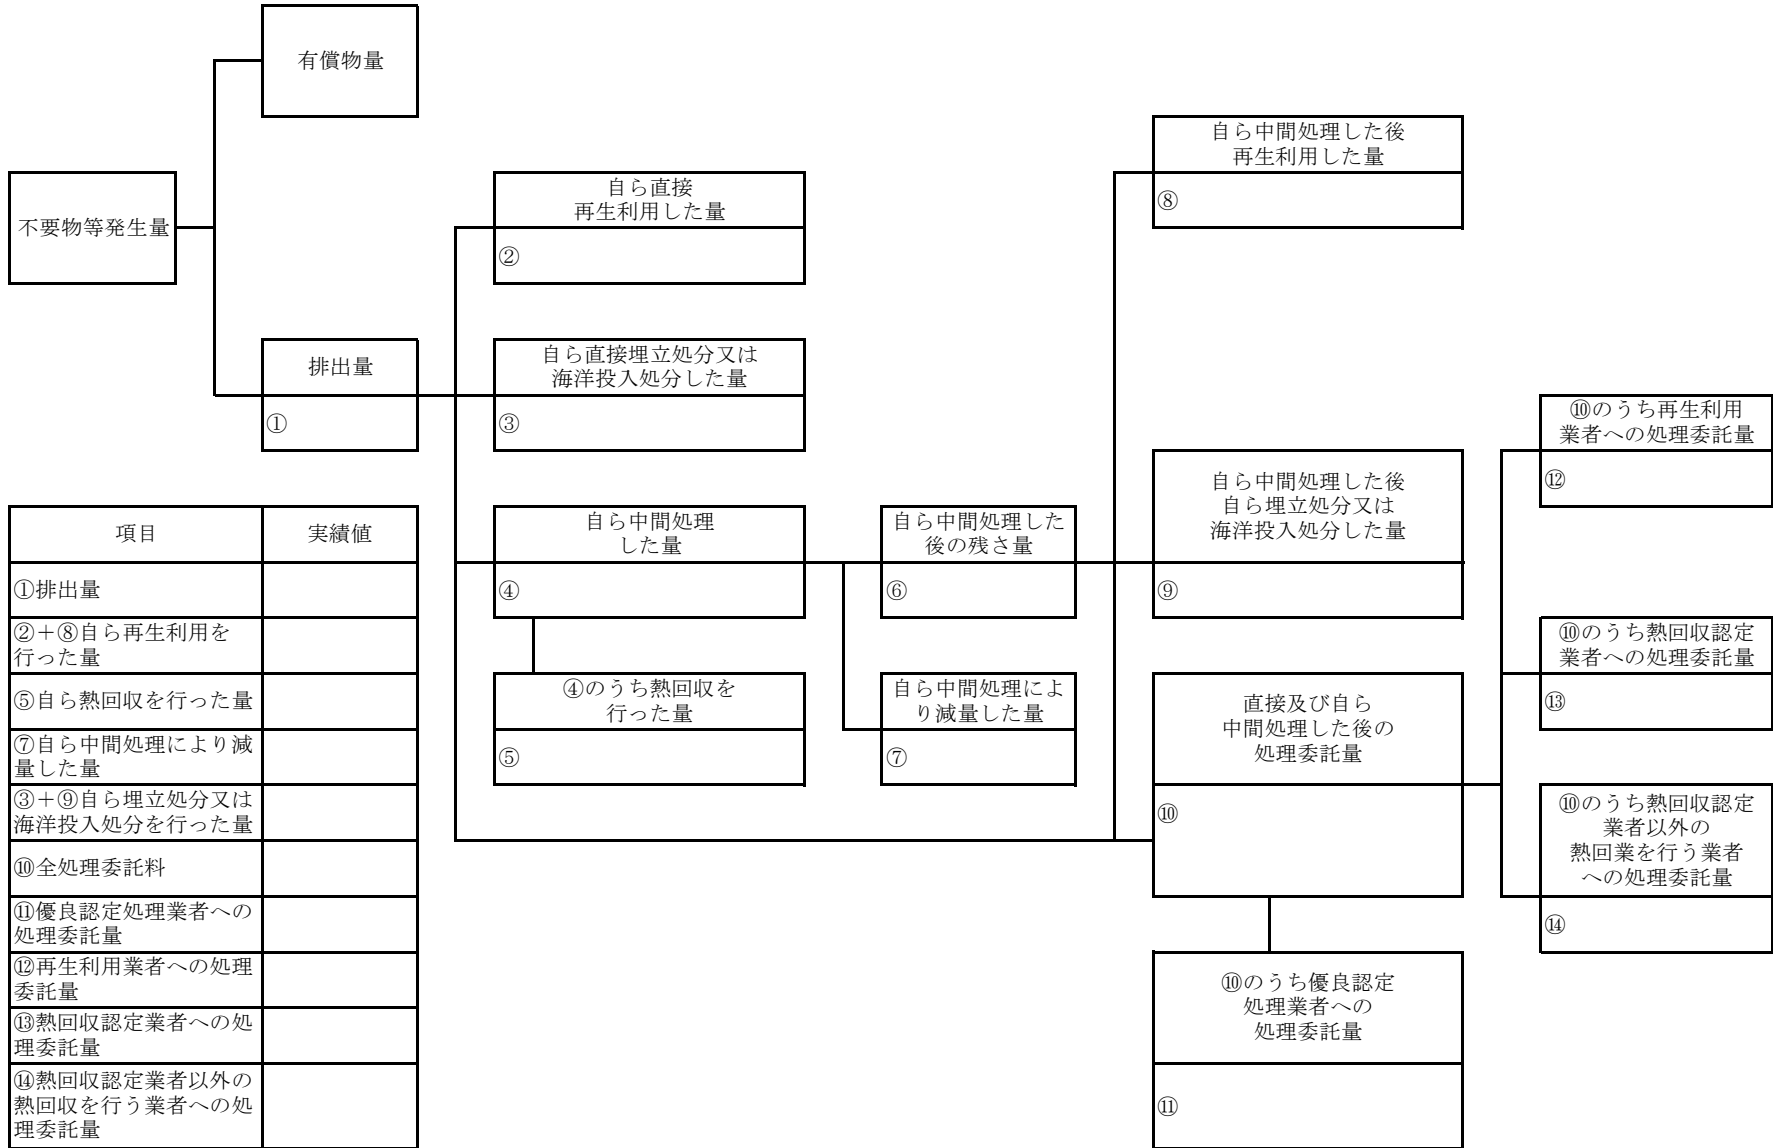 有償物量
不要物等発生量
排出量
①
自ら直接
再生利用した量
②
自ら直接埋立処分又は
海洋投入処分した量
③
自ら中間処理
した量
④
④のうち熱回収を
行った量
⑤
自ら中間処理した
後の残さ量
⑥
自ら中間処理によ
り減量した量
⑦
自ら中間処理した後
再生利用した量
⑧
自ら中間処理した後
自ら埋立処分又は
海洋投入処分した量
⑨
直接及び自ら
中間処理した後の
処理委託量
⑩
⑩のうち優良認定
処理業者への
処理委託量
⑪
⑩のうち再生利用
業者への処理委託量
⑫
⑩のうち熱回収認定
業者への処理委託量
⑬
⑩のうち熱回収認定
業者以外の
熱回業を行う業者
への処理委託量
⑭
項目
実績値
①排出量
②＋⑧自ら再生利用を
行った量
⑤自ら熱回収を行った量
⑦自ら中間処理により減
量した量
③＋⑨自ら埋立処分又は
海洋投入処分を行った量
⑩全処理委託料
⑪優良認定処理業者への
処理委託量
⑫再生利用業者への処理
委託量
⑬熱回収認定業者への処
理委託量
⑭熱回収認定業者以外の
熱回収を行う業者への処
理委託量